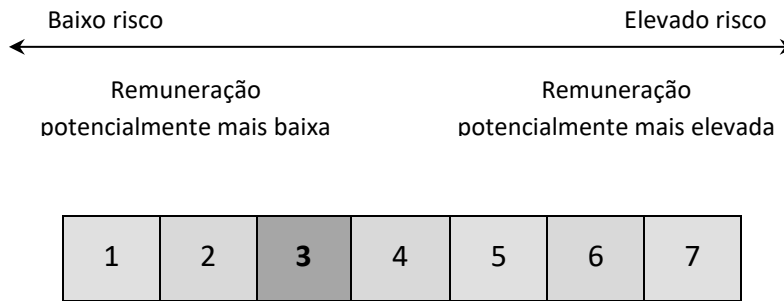 Baixo risco Elevado risco
Remuneração Remuneração
potencialmente mais baixa potencialmente mais elevada
1 2 3 4 5 6 7